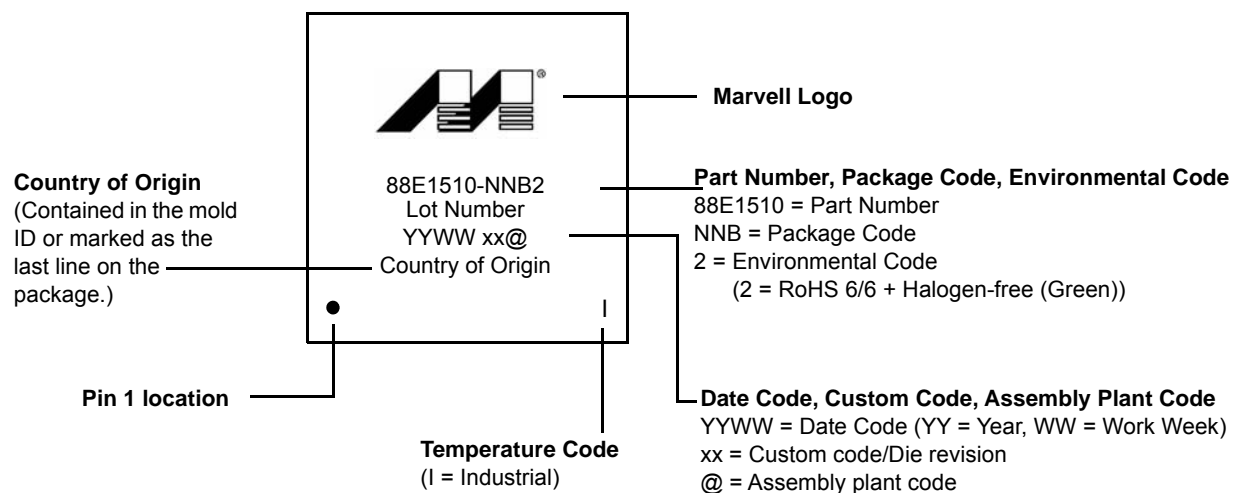 ®
Marvell Logo
Country of Origin
(Contained in the mold
ID or marked as the
last line on the
package.)
88E1510-NNB2
Lot Number
YYWW xx@
Country of Origin
I
Part Number, Package Code, Environmental Code
88E1510 = Part Number
NNB = Package Code
2 = Environmental Code
(2 = RoHS 6/6 + Halogen-free (Green))
Pin 1 location
Temperature Code
(I = Industrial)
Date Code, Custom Code, Assembly Plant Code
YYWW = Date Code (YY = Year, WW = Work Week)
xx = Custom code/Die revision
@ = Assembly plant code